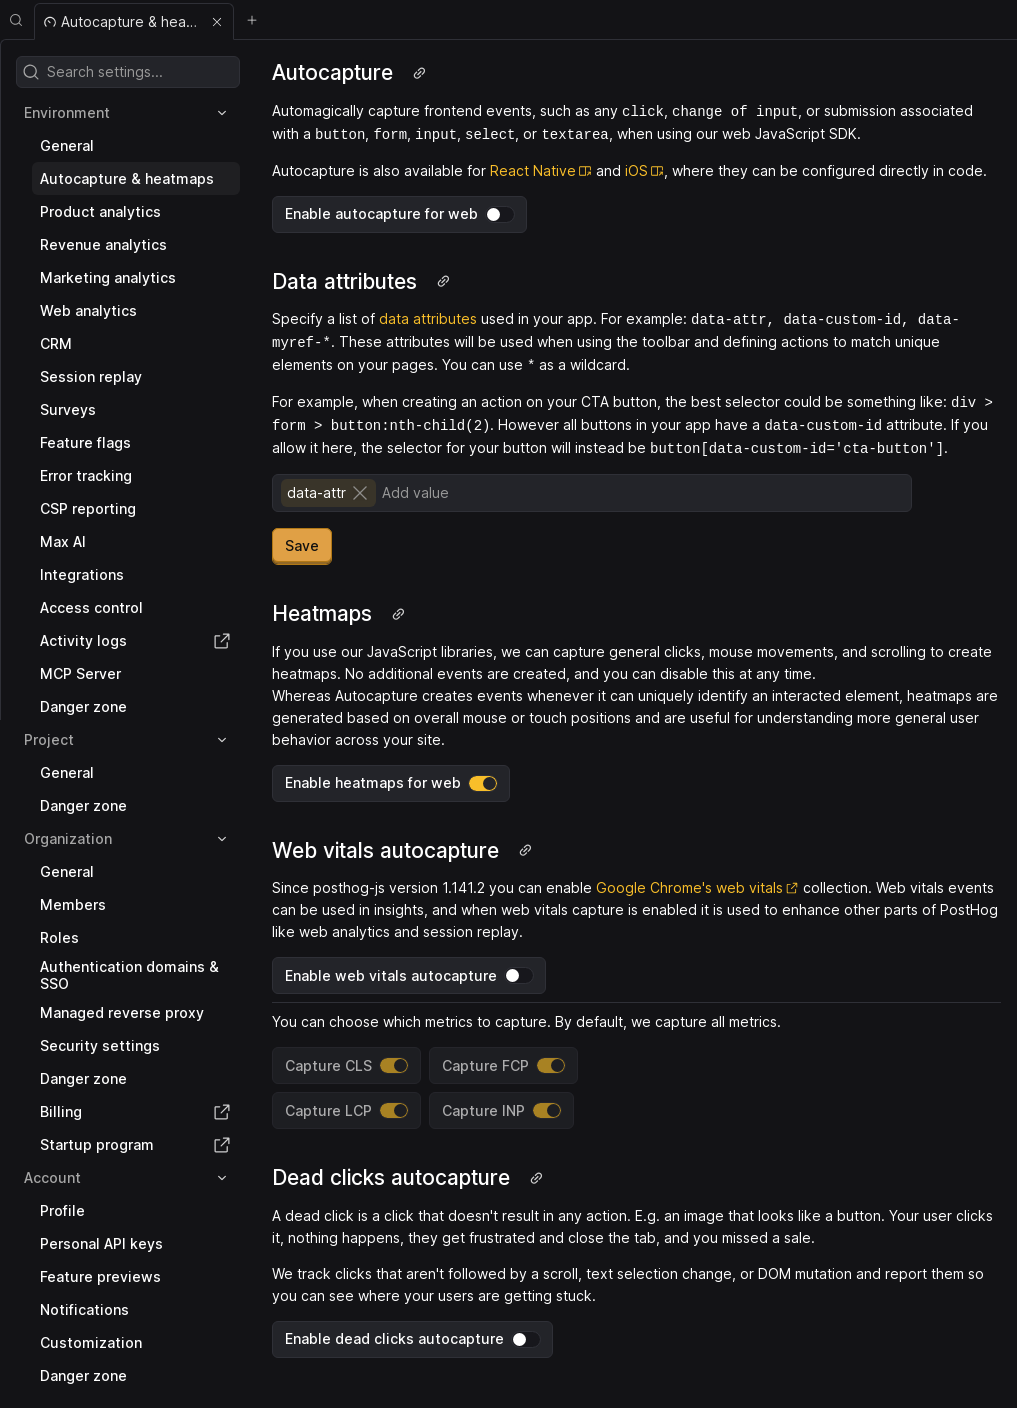 Autocapture & hea...
Search settings...
Environment
General
Autocapture & heatmaps
Product analytics
Revenue analytics
Marketing analytics
Web analytics
CRM
Session replay
Surveys
Feature flags
Error tracking
CSP reporting
Max AI
Integrations
Access control
Activity logs
MCP Server
Danger zone
Project
General
Danger zone
Organization
General
Members
Roles
Authentication domains &
SSO
Managed reverse proxy
Security settings
Danger zone
Billing
Startup program
Account
Profile
Personal API keys
Feature previews
Notifications
Customization
Danger zone
Autocapture
Automagically capture frontend events, such as any click, change of input, or submission associated
with a button, form, input, select, or textarea, when using our web JavaScript SDK.
Autocapture is also available for React Native and iOS, where they can be configured directly in code.
Enable autocapture for web
Data attributes
Specify a list of data attributes used in your app. For example: data-attr, data-custom-id, data-
myref-*. These attributes will be used when using the toolbar and defining actions to match unique
elements on your pages. You can use * as a wildcard.
For example, when creating an action on your CTA button, the best selector could be something like: div >
form > button:nth-child(2). However all buttons in your app have a data-custom-id attribute. If you
allow it here, the selector for your button will instead be button[data-custom-id='cta-button'].
data-attr Add value
Save
Heatmaps
If you use our JavaScript libraries, we can capture general clicks, mouse movements, and scrolling to create
heatmaps. No additional events are created, and you can disable this at any time.
Whereas Autocapture creates events whenever it can uniquely identify an interacted element, heatmaps are
generated based on overall mouse or touch positions and are useful for understanding more general user
behavior across your site.
Enable heatmaps for web
Web vitals autocapture
Since posthog-js version 1.141.2 you can enable Google Chrome's web vitals collection. Web vitals events
can be used in insights, and when web vitals capture is enabled it is used to enhance other parts of PostHog
like web analytics and session replay.
Enable web vitals autocapture
You can choose which metrics to capture. By default, we capture all metrics.
Capture CLS Capture FCP
Capture LCP Capture INP
Dead clicks autocapture
A dead click is a click that doesn't result in any action. E.g. an image that looks like a button. Your user clicks
it, nothing happens, they get frustrated and close the tab, and you missed a sale.
We track clicks that aren't followed by a scroll, text selection change, or DOM mutation and report them so
you can see where your users are getting stuck.
Enable dead clicks autocapture